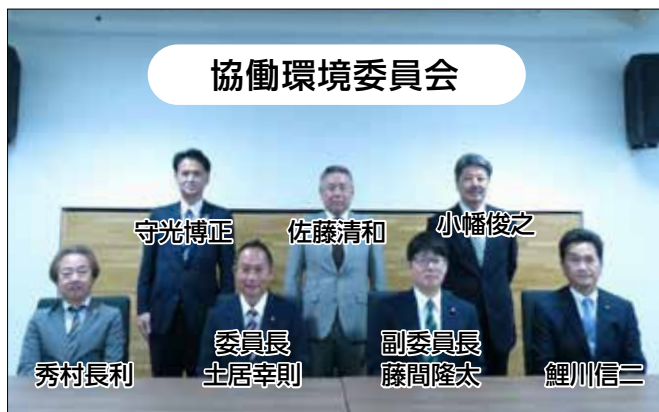 協働環境委員会
守光博正
佐藤清和
小幡俊之
秀村長利
委員長
土居幸則
副委員長
藤間隆太
鯉川信二